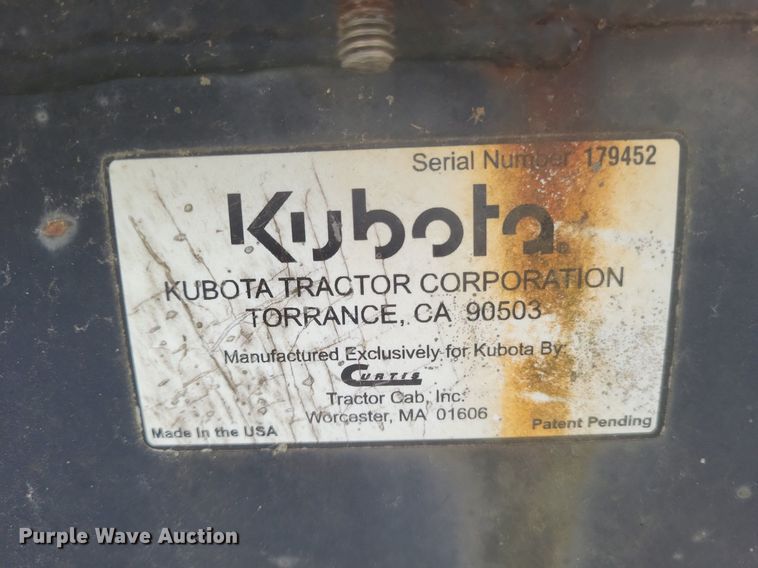 Serial Number 179452
Kubota®
KUBOTA TRACTOR CORPORATION
TORRANCE, CA 90503
Manufactured Exclusively for Kubota By:
CURTIS
Tractor Cab, Inc.
Worcester, MA 01606
Made In the USA
Patent Pending
Purple Wave Auction